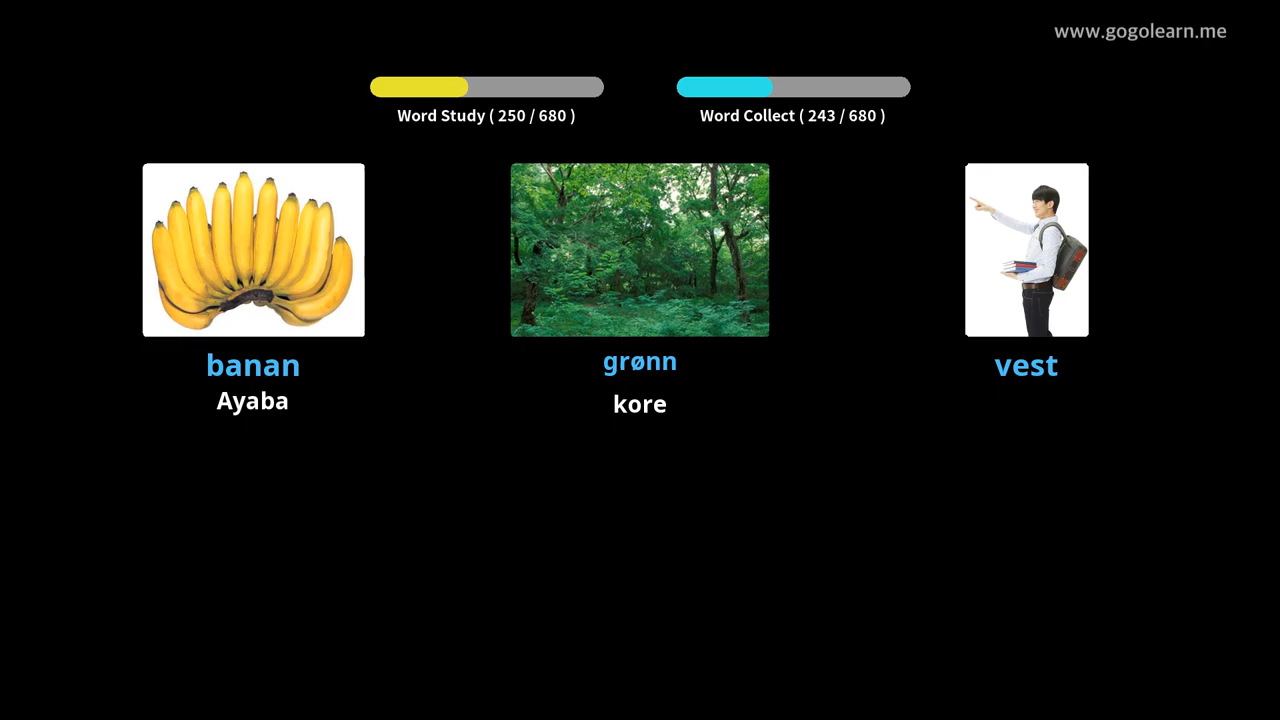 www.gogolearn.me
Word Study ( 250 / 680 )
Word Collect ( 243 / 680 )
banan
Ayaba
grønn
kore
vest